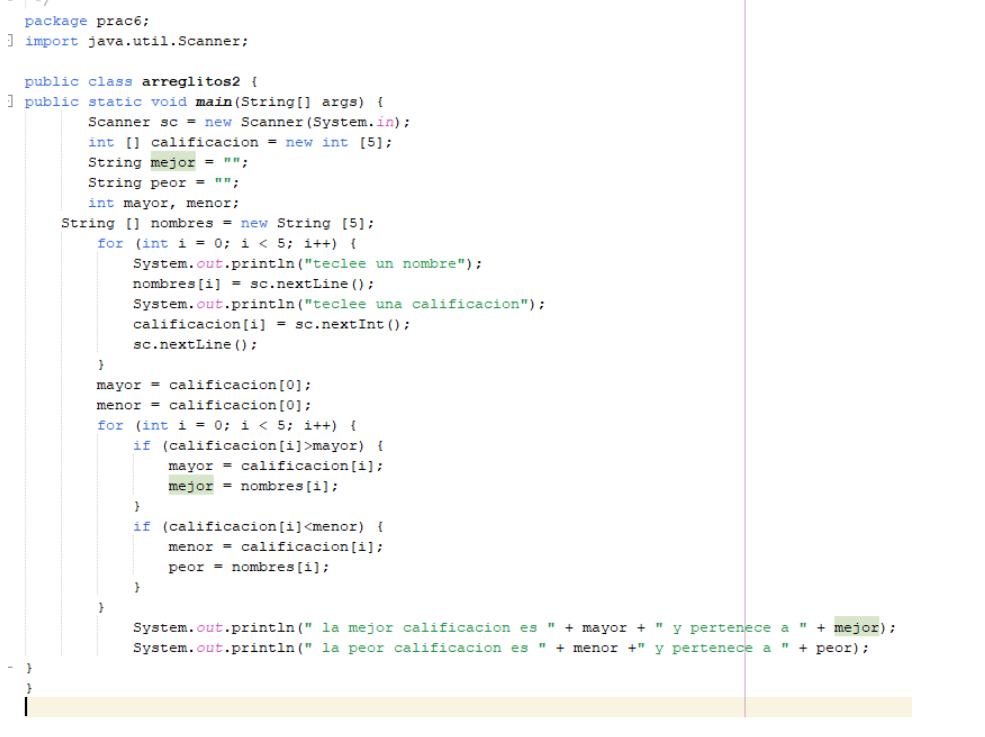 */
package prac6;
import java.util.Scanner;
public class arreglitos2 {
public static void main(String[] args) {
Scanner sc = new Scanner(System.in);
int [] calificacion = new int [5];
String mejor = "";
String peor = "";
int mayor, menor;
String [] nombres = new String [5];
for (int i = 0; i < 5; i++) {
System.out.println("teclee un nombre");
nombres[i] = sc.nextLine();
System.out.println("teclee una calificacion");
calificacion[i] = sc.nextInt();
sc.nextLine();
}
mayor = calificacion[0];
menor = calificacion[0];
for (int i = 0; i < 5; i++) {
if (calificacion[i]>mayor) {
mayor = calificacion[i];
mejor = nombres[i];
}
if (calificacion[i]<menor) {
menor = calificacion[i];
peor = nombres[i];
}
}
System.out.println(" la mejor calificacion es " + mayor + " y pertenece a " + mejor);
System.out.println(" la peor calificacion es " + menor +" y pertenece a " + peor);
}
}